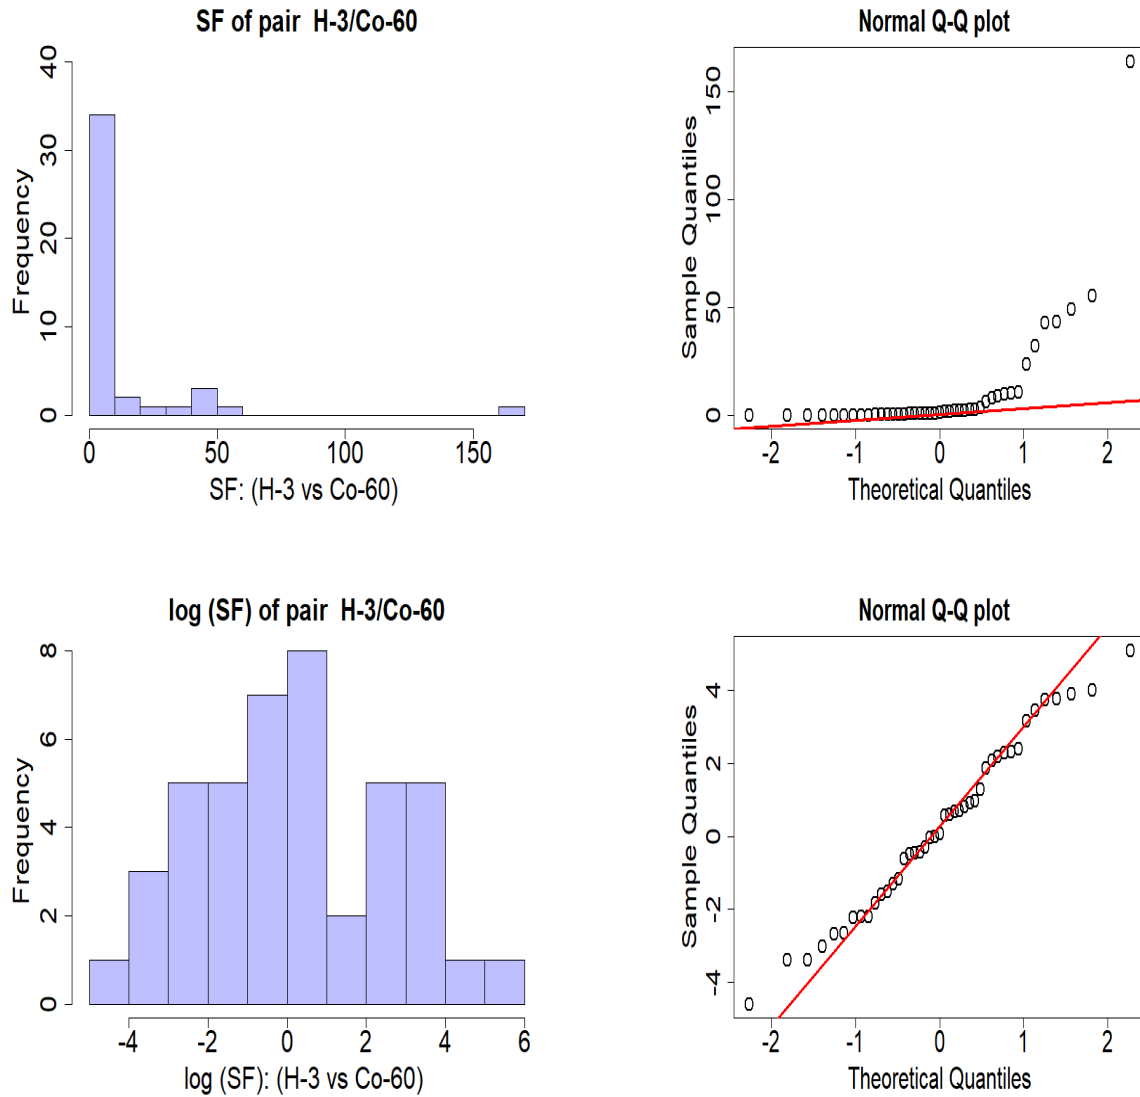 SF of pair H-3/Co-60
Frequency
40
30
20
10
0
0 50 100 150
SF: (H-3 vs Co-60)
Normal Q-Q plot
Sample Quantiles
150
100
50
0
-2 -1 0 1 2
Theoretical Quantiles
log (SF) of pair H-3/Co-60
Frequency
8
6
4
2
0
-4 -2 0 2 4 6
log (SF): (H-3 vs Co-60)
Normal Q-Q plot
Sample Quantiles
4
2
0
-2
-4
-2 -1 0 1 2
Theoretical Quantiles